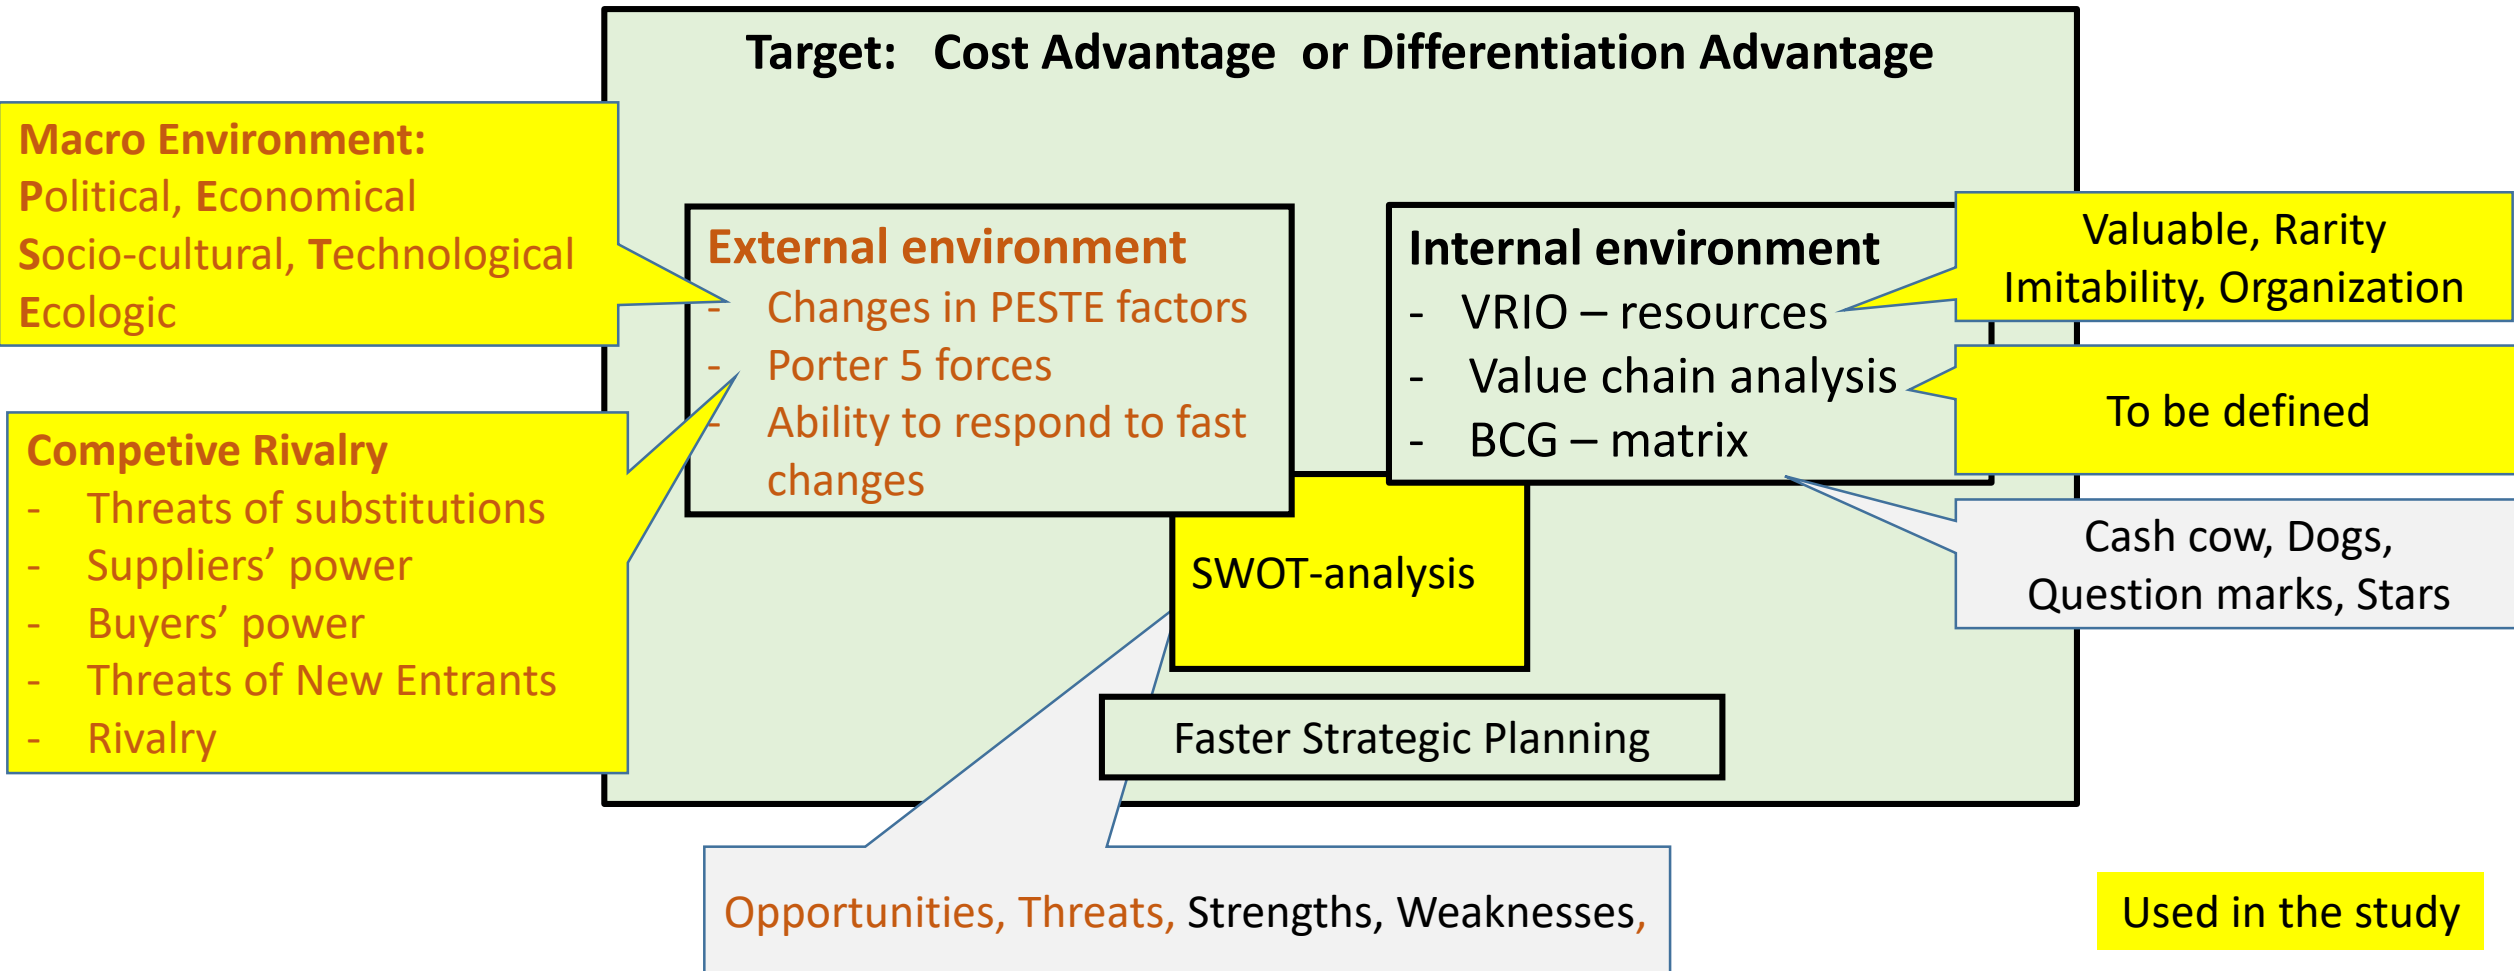 Target: Cost Advantage or Differentiation Advantage
Macro Environment:
Political, Economical
Socio-cultural, Technological
Ecologic
External environment
- Changes in PESTE factors
- Porter 5 forces
- Ability to respond to fast
changes
Internal environment
- VRIO – resources
- Value chain analysis
- BCG – matrix
Valuable, Rarity
Imitability, Organization
To be defined
Cash cow, Dogs,
Question marks, Stars
Competive Rivalry
- Threats of substitutions
- Suppliers’ power
- Buyers’ power
- Threats of New Entrants
- Rivalry
SWOT-analysis
Faster Strategic Planning
Opportunities, Threats, Strengths, Weaknesses,
Used in the study